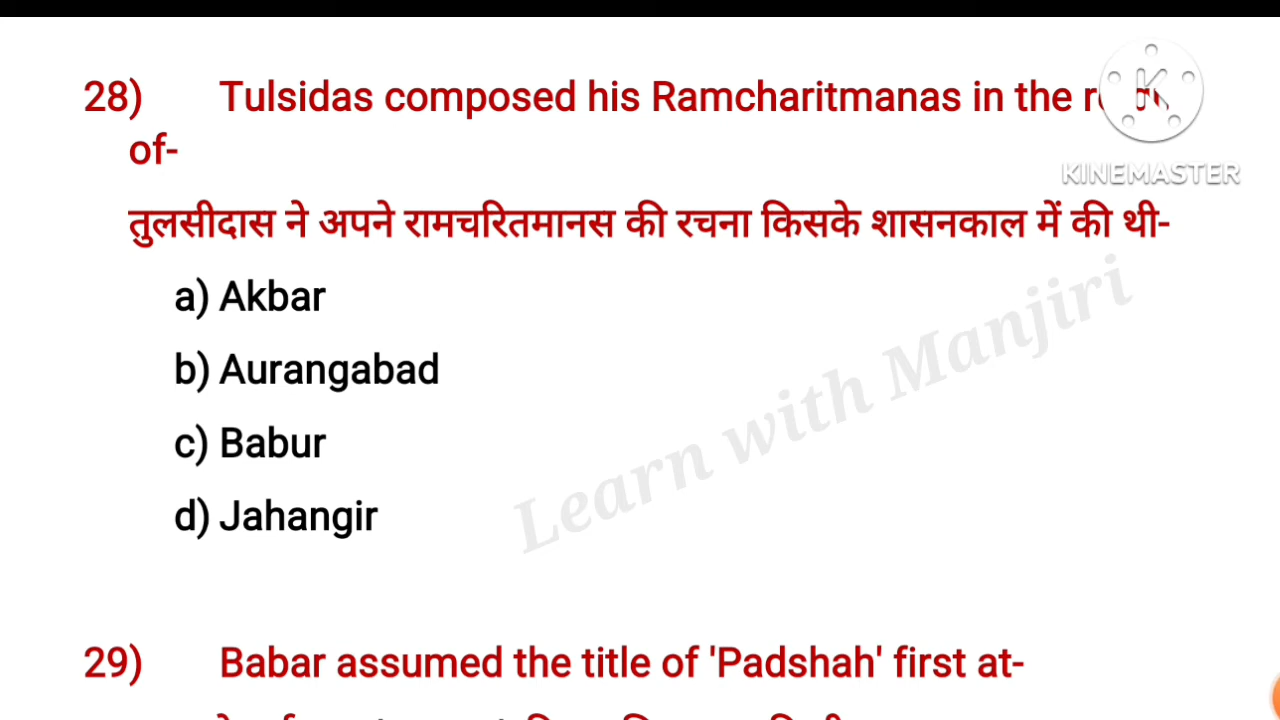 28) Tulsidas composed his Ramcharitmanas in the
of-
तुलसीदास ने अपने रामचरितमानस की रचना किसके शासनकाल में की थी-
a) Akbar
b) Aurangabad
c) Babur
d) Jahangir
29) Babar assumed the title of 'Padshah' first at-
K
KINEMASTER
Learn with Manjiri